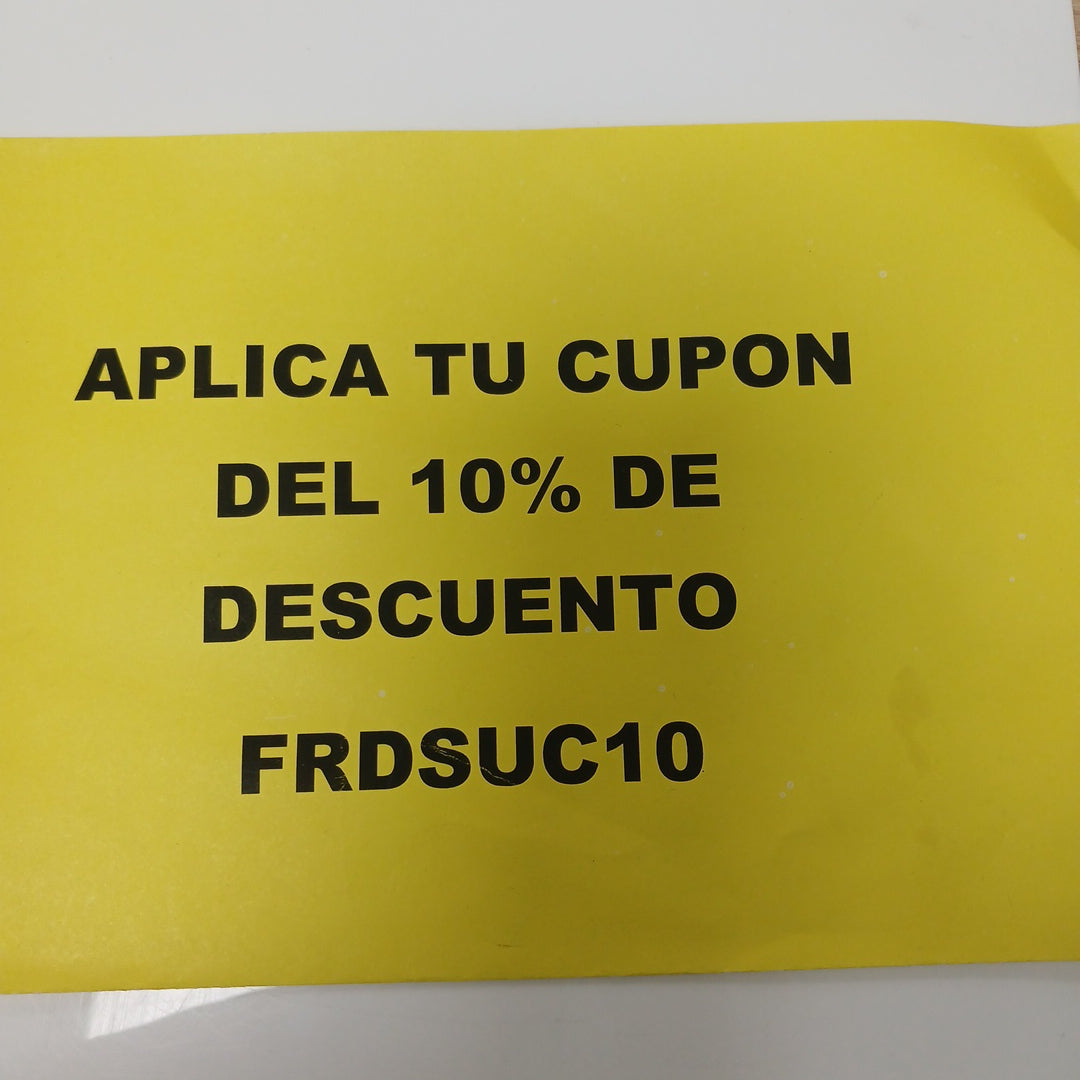 APLICA TU CUPON
DEL 10% DE
DESCUENTO
FRDSUC10